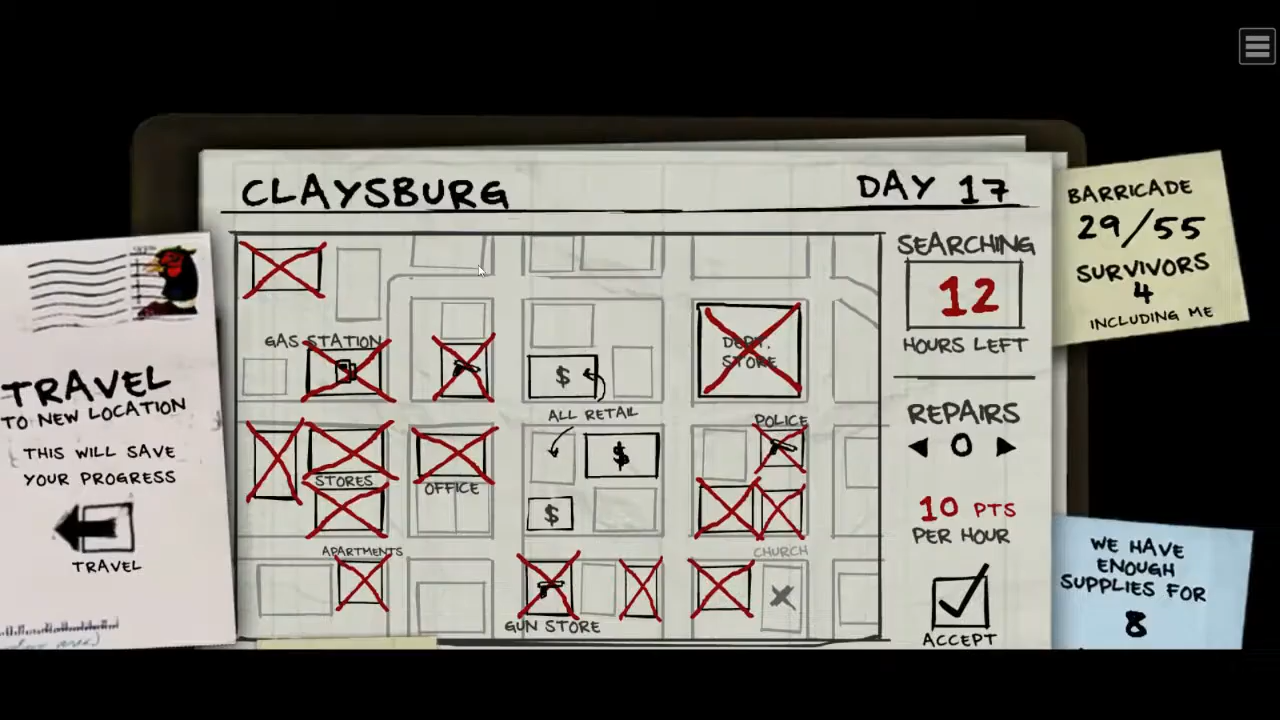 CLAYSBURG
DAY 17
GAS STATION
DEPT.
STORE
$
ALL RETAIL
POLICE
$
STORES
OFFICE
$
APARTMENTS
CHURCH
GUN STORE
SEARCHING
12
HOURS LEFT
REPAIRS
0
10 PTS
PER HOUR
ACCEPT
TRAVEL
TO NEW LOCATION
THIS WILL SAVE
YOUR PROGRESS
TRAVEL
BARRICADE
29/55
SURVIVORS
4
INCLUDING ME
WE HAVE
ENOUGH
SUPPLIES FOR
8